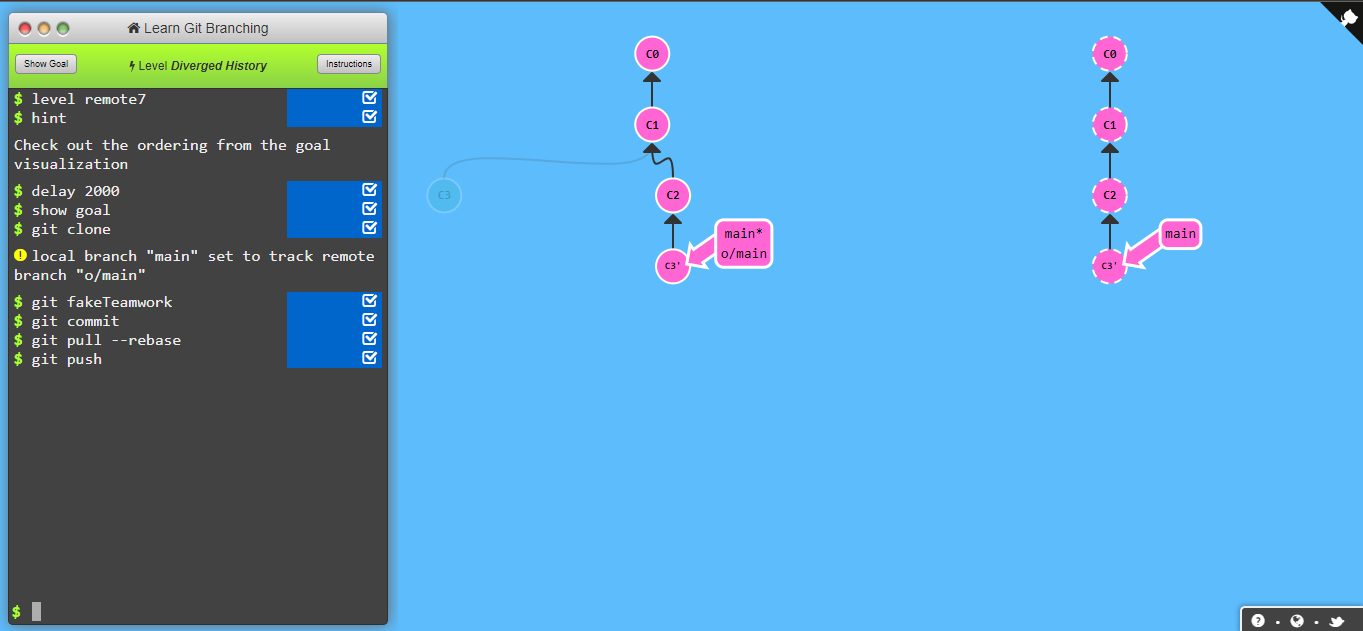 Learn Git Branching
Show Goal
Level Diverged History
Instructions
$ level remote7
$ hint
Check out the ordering from the goal
visualization
$ delay 2000
$ show goal
$ git clone
local branch "main" set to track remote
branch "o/main"
$ git fakeTeamwork
$ git commit
$ git pull --rebase
$ git push
$
C0
C1
C3
C2
C3'
main*
o/main
C0
C1
C2
C3'
main
?